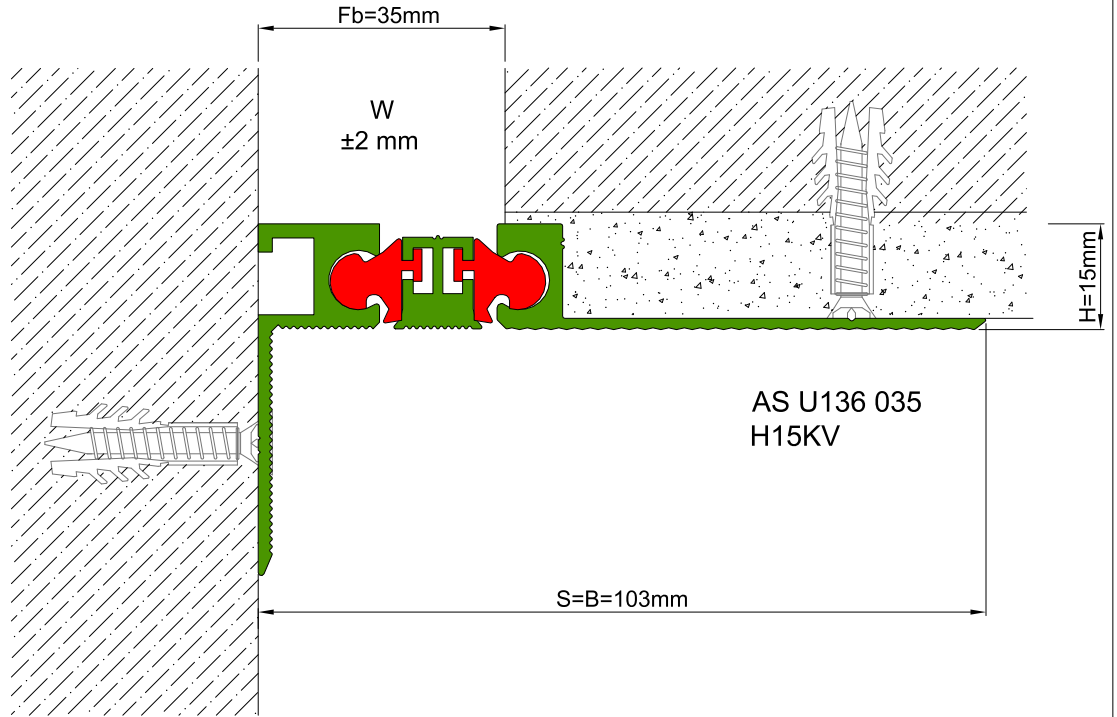 Fb=35mm
W
±2 mm
H=15mm
AS U136 035
H15KV
S=B=103mm